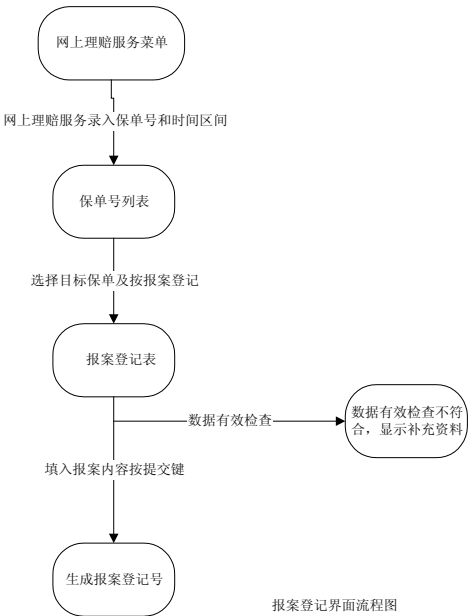 网上理赔服务菜单
网上理赔服务录入保单号和时间区间
保单号列表
选择目标保单及按报案登记
报案登记表
数据有效检查
数据有效检查不符
合，显示补充资料
填入报案内容按提交键
生成报案登记号
报案登记界面流程图